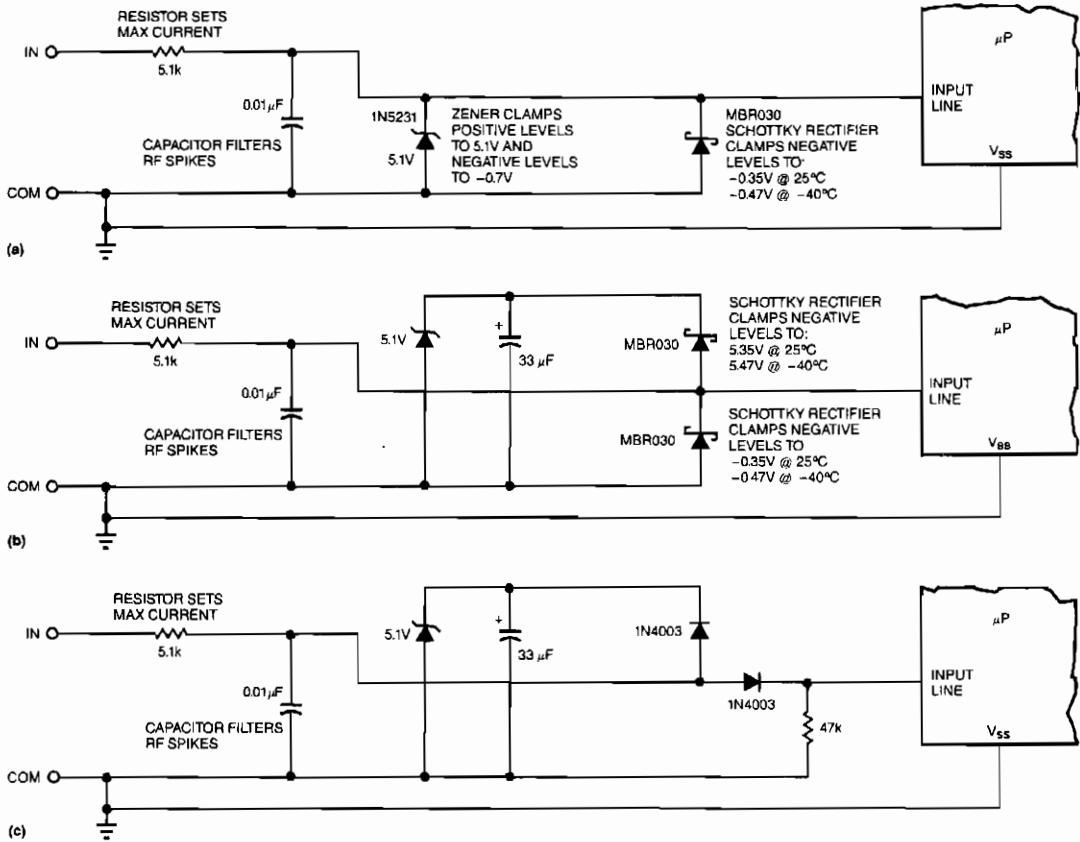 RESISTOR SETS
MAX CURRENT
IN
5.1k
0.01µF
CAPACITOR FILTERS
RF SPIKES
1N5231
5.1V
ZENER CLAMPS
POSITIVE LEVELS
TO 5.1V AND
NEGATIVE LEVELS
TO –0.7V
MBR030
SCHOTTKY RECTIFIER
CLAMPS NEGATIVE
LEVELS TO:
–0.35V @ 25°C
–0.47V @ –40°C
µP
INPUT
LINE
VSS
COM
(a)
RESISTOR SETS
MAX CURRENT
IN
5.1k
0.01µF
CAPACITOR FILTERS
RF SPIKES
5.1V
+
33 µF
MBR030
SCHOTTKY RECTIFIER
CLAMPS NEGATIVE
LEVELS TO:
5.35V @ 25°C
5.47V @ –40°C
MBR030
SCHOTTKY RECTIFIER
CLAMPS NEGATIVE
LEVELS TO
–0.35V @ 25°C
–0.47V @ –40°C
µP
INPUT
LINE
VSS
COM
(b)
RESISTOR SETS
MAX CURRENT
IN
5.1k
0.01µF
CAPACITOR FILTERS
RF SPIKES
5.1V
+
33 µF
1N4003
1N4003
47k
µP
INPUT
LINE
VSS
COM
(c)